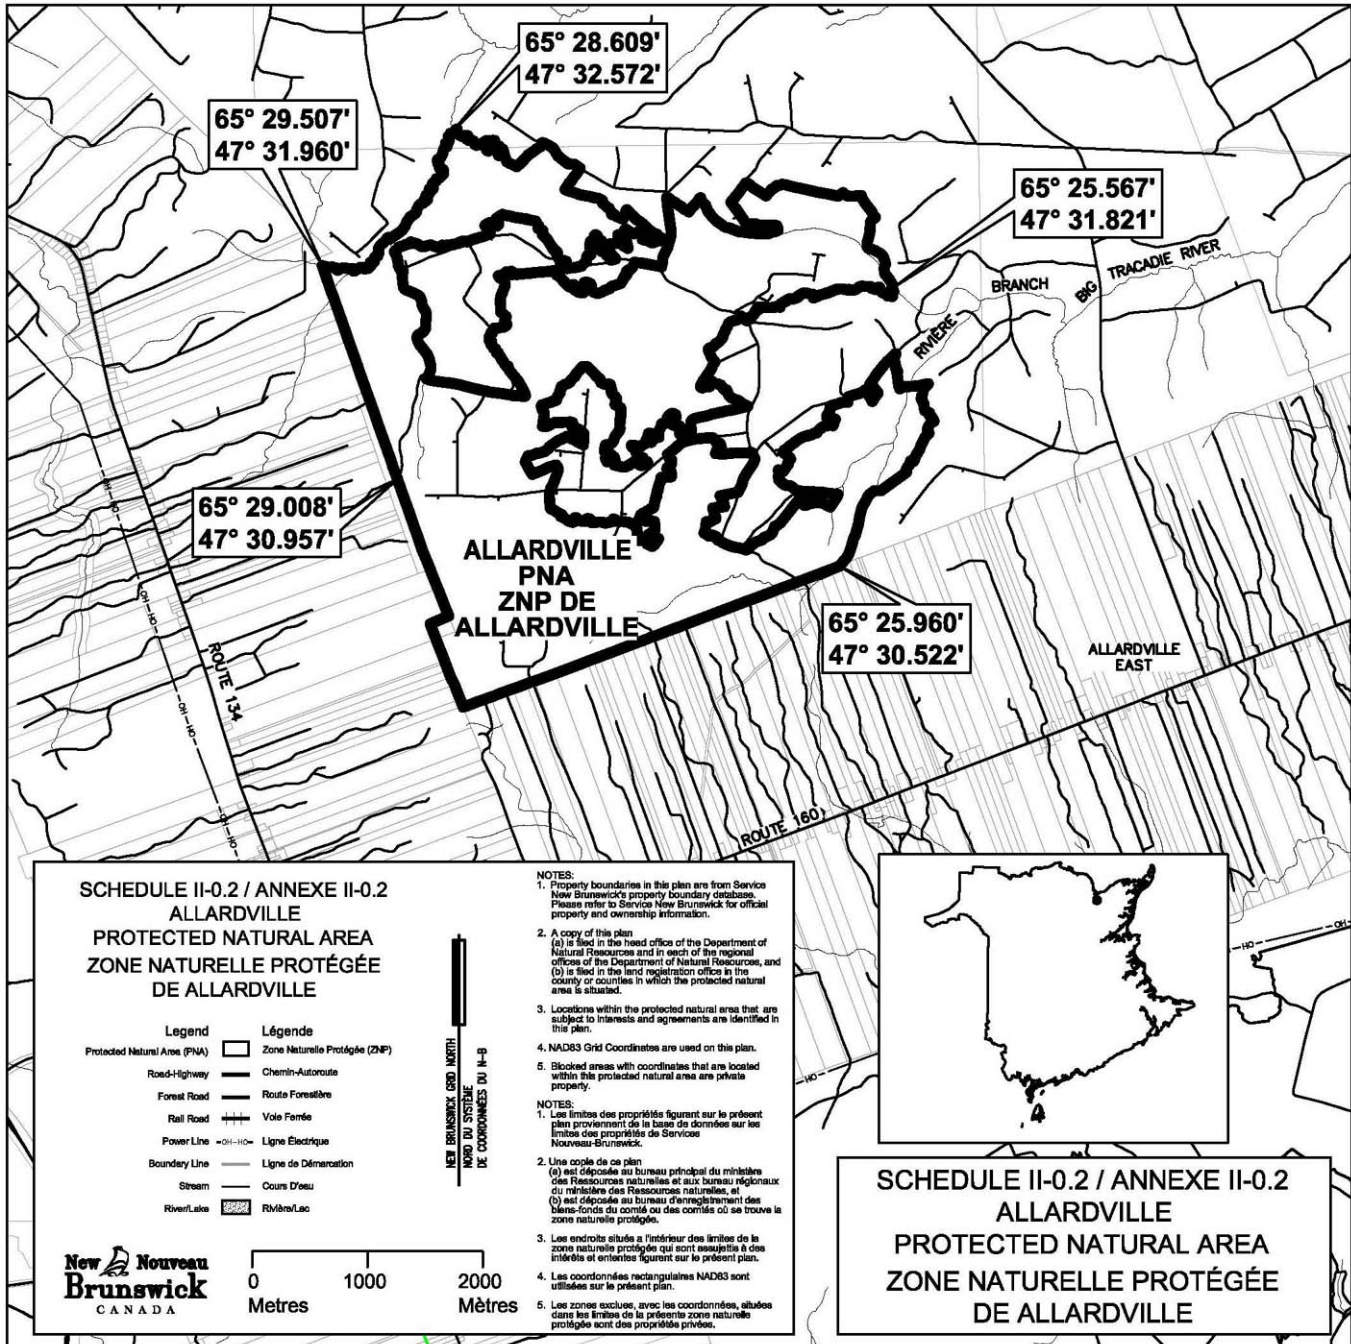 65° 28.609'
47° 32.572'
65° 29.507'
47° 31.960'
65° 25.567'
47° 31.821'
BIG TRACADIE RIVER
BRANCH
RIVIÈRE
65° 29.008'
47° 30.957'
ALLARDVILLE
PNA
ZNP DE
ALLARDVILLE
65° 25.960'
47° 30.522'
ALLARDVILLE
EAST
ROUTE 134
ROUTE 160
OH-HO
OH-HO
OH-HO
OH-HO
OH-HO
HO
OH
HO
SCHEDULE II-0.2 / ANNEXE II-0.2
ALLARDVILLE
PROTECTED NATURAL AREA
ZONE NATURELLE PROTÉGÉE
DE ALLARDVILLE
Legend Légende
Protected Natural Area (PNA) Zone Naturelle Protégée (ZNP)
Road-Highway Chemin-Autoroute
Forest Road Route Forestière
Rail Road Voie Ferrée
Power Line -OH-HO- Ligne Électrique
Boundary Line Ligne de Démarcation
Stream Cours D'eau
River/Lake Rivière/Lac
NEW BRUNSWICK GRID NORTH
NORD DU SYSTÈME
DE COORDONNÉES DU N-B
New Nouveau
Brunswick
CANADA
0 1000 2000
Metres Mètres
NOTES:
1. Property boundaries in this plan are from Service
New Brunswick's property boundary database.
Please refer to Service New Brunswick for official
property and ownership information.
2. A copy of this plan
(a) is filed in the head office of the Department of
Natural Resources and in each of the regional
offices of the Department of Natural Resources, and
(b) is filed in the land registration office in the
county or counties in which the protected natural
area is situated.
3. Locations within the protected natural area that are
subject to interests and agreements are identified in
this plan.
4. NAD83 Grid Coordinates are used on this plan.
5. Blocked areas with coordinates that are located
within this protected natural area are private
property.
NOTES:
1. Les limites des propriétés figurant sur le présent
plan proviennent de la base de données sur les
limites des propriétés de Services
Nouveau-Brunswick.
2. Une copie de ce plan
(a) est déposée au bureau principal du ministère
des Ressources naturelles et aux bureau régionaux
du ministère des Ressources naturelles, et
(b) est déposée au bureau d'enregistrement des
biens-fonds du comté ou des comtés où se trouve la
zone naturelle protégée.
3. Les endroits situés a l'intérieur des limites de la
zone naturelle protégée qui sont assujettis à des
intérêts et ententes figurent sur le présent plan.
4. Les coordonnées rectangulaires NAD83 sont
utilisées sur le présent plan.
5. Les zones exclues, avec les coordonnées, situées
dans les limites de la présente zone naturelle
protégée sont des propriétés privées.
SCHEDULE II-0.2 / ANNEXE II-0.2
ALLARDVILLE
PROTECTED NATURAL AREA
ZONE NATURELLE PROTÉGÉE
DE ALLARDVILLE